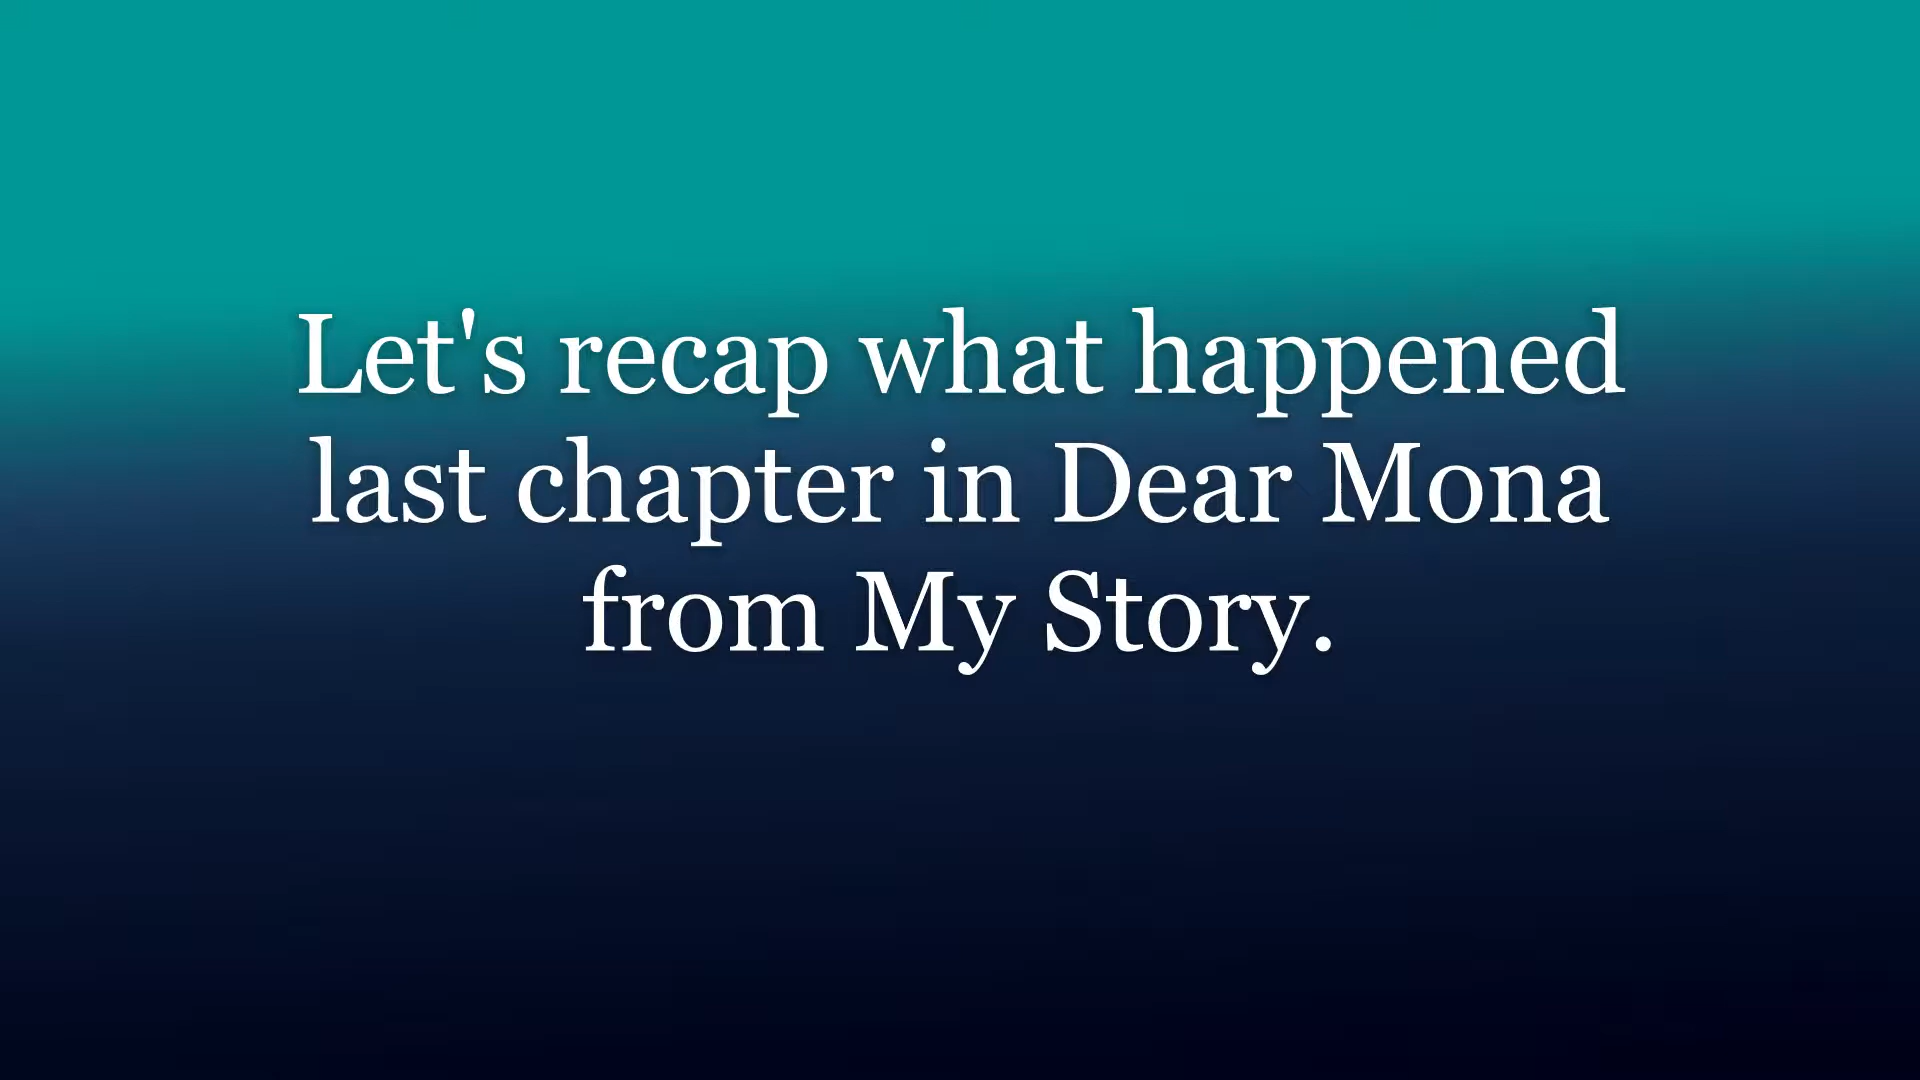 Let's recap what happened
last chapter in Dear Mona
from My Story.